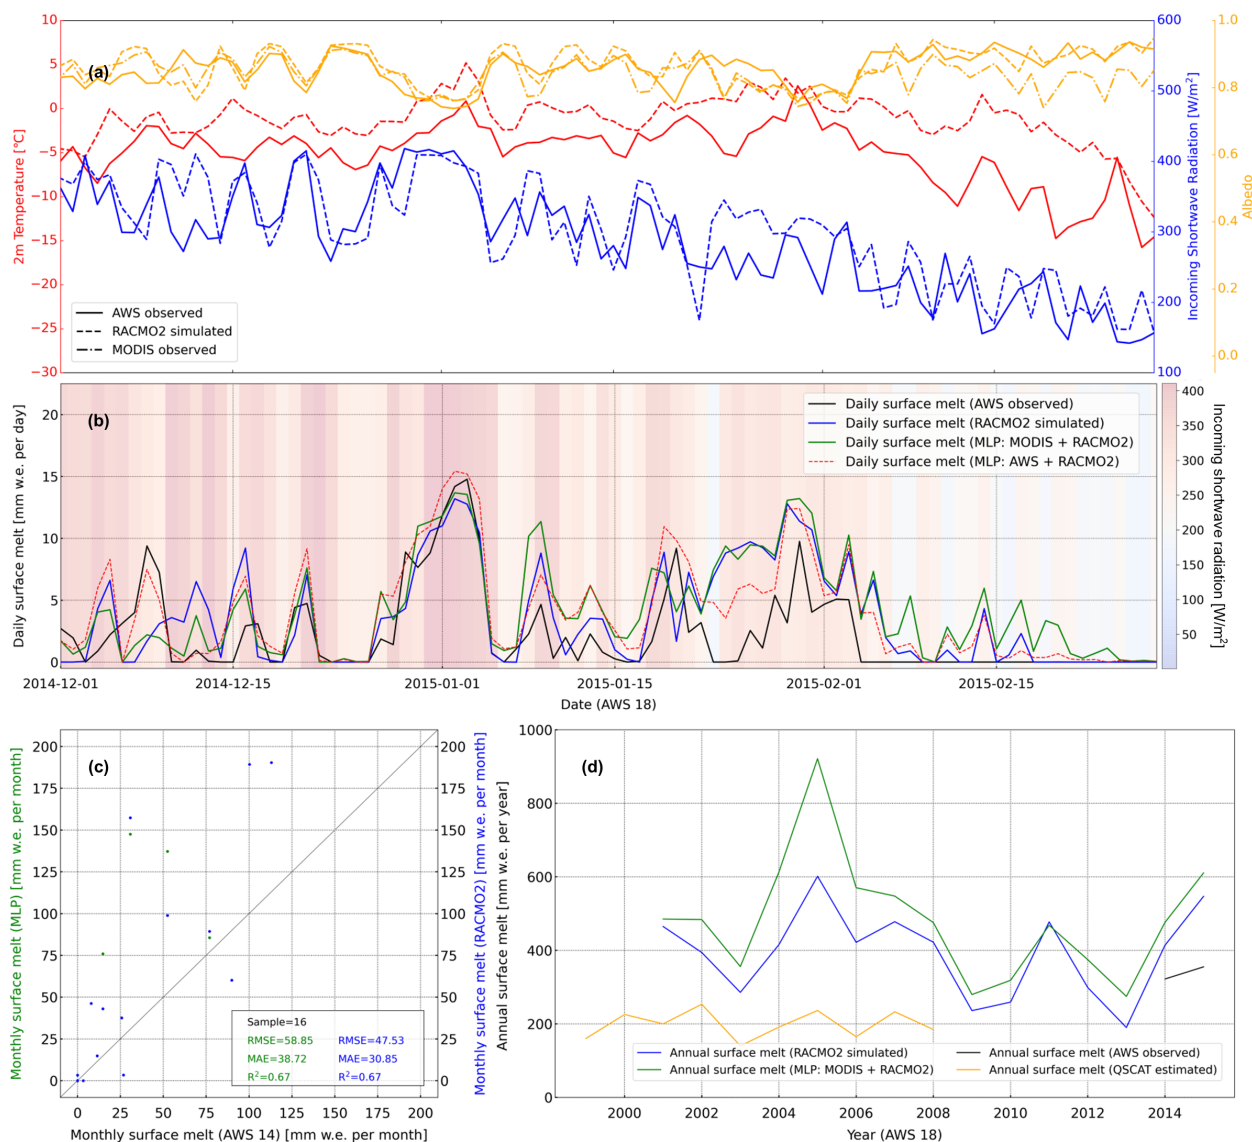 (a)
10
5
0
−5
−10
−15
−20
−25
−30
2m Temperature [°C]
600
500
400
300
200
100
Incoming Shortwave Radiation [W/m²]
1.0
0.8
0.6
0.4
0.2
0.0
Albedo
AWS observed
RACMO2 simulated
MODIS observed
(b)
20
15
10
5
0
Daily surface melt [mm w.e. per day]
Daily surface melt (AWS observed)
Daily surface melt (RACMO2 simulated)
Daily surface melt (MLP: MODIS + RACMO2)
Daily surface melt (MLP: AWS + RACMO2)
400
350
300
250
200
150
100
50
Incoming shortwave radiation [W/m²]
2014-12-01
2014-12-15
2015-01-01
2015-01-15
2015-02-01
2015-02-15
Date (AWS 18)
(c)
200
175
150
125
100
75
50
25
0
Monthly surface melt (MLP) [mm w.e. per month]
200
175
150
125
100
75
50
25
0
Monthly surface melt (RACMO2) [mm w.e. per month]
Sample=16
RMSE=58.85 RMSE=47.53
MAE=38.72 MAE=30.85
R²=0.67 R²=0.67
0 25 50 75 100 125 150 175 200
Monthly surface melt (AWS 14) [mm w.e. per month]
(d)
1000
800
600
400
200
0
Annual surface melt [mm w.e. per year]
Annual surface melt (RACMO2 simulated)
Annual surface melt (MLP: MODIS + RACMO2)
Annual surface melt (AWS observed)
Annual surface melt (QSCAT estimated)
2000 2002 2004 2006 2008 2010 2012 2014
Year (AWS 18)